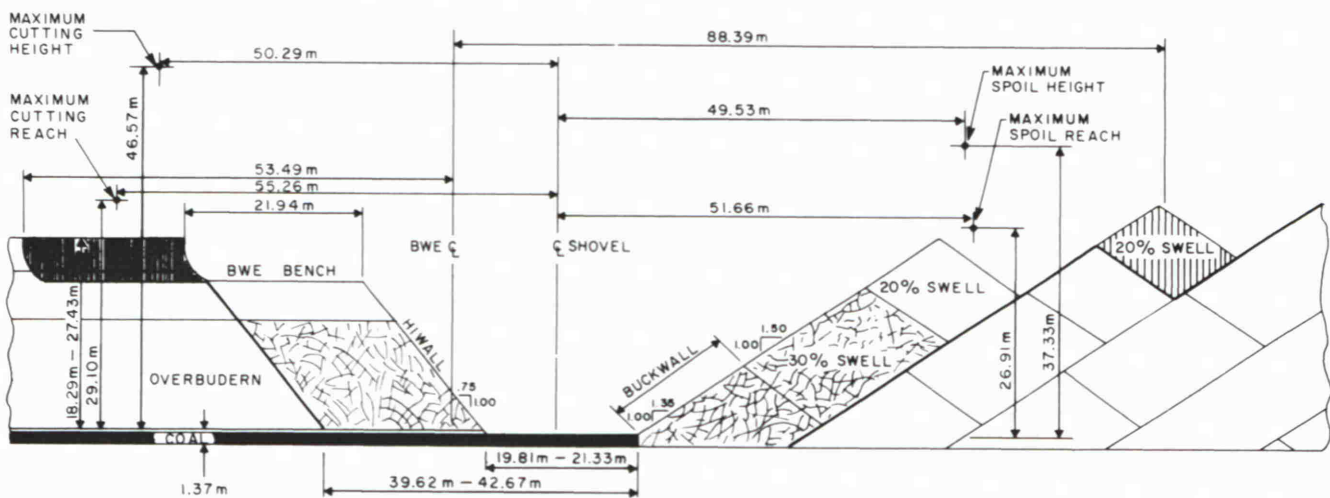 MAXIMUM
CUTTING
HEIGHT
50.29m
88.39m
MAXIMUM
SPOIL HEIGHT
MAXIMUM
CUTTING
REACH
46.57m
49.53m
MAXIMUM
SPOIL REACH
53.49m
55.26m
21.94m
51.66m
BWE ℄
℄ SHOVEL
20% SWELL
BWE BENCH
20% SWELL
18.29m – 27.43m
29.10m
HIWALL
1.50
1.00
26.91m
37.33m
BUCKWALL
30% SWELL
OVERBUDERN
.75
1.00
1.35
1.00
COAL
19.81m – 21.33m
39.62m – 42.67m
1.37m